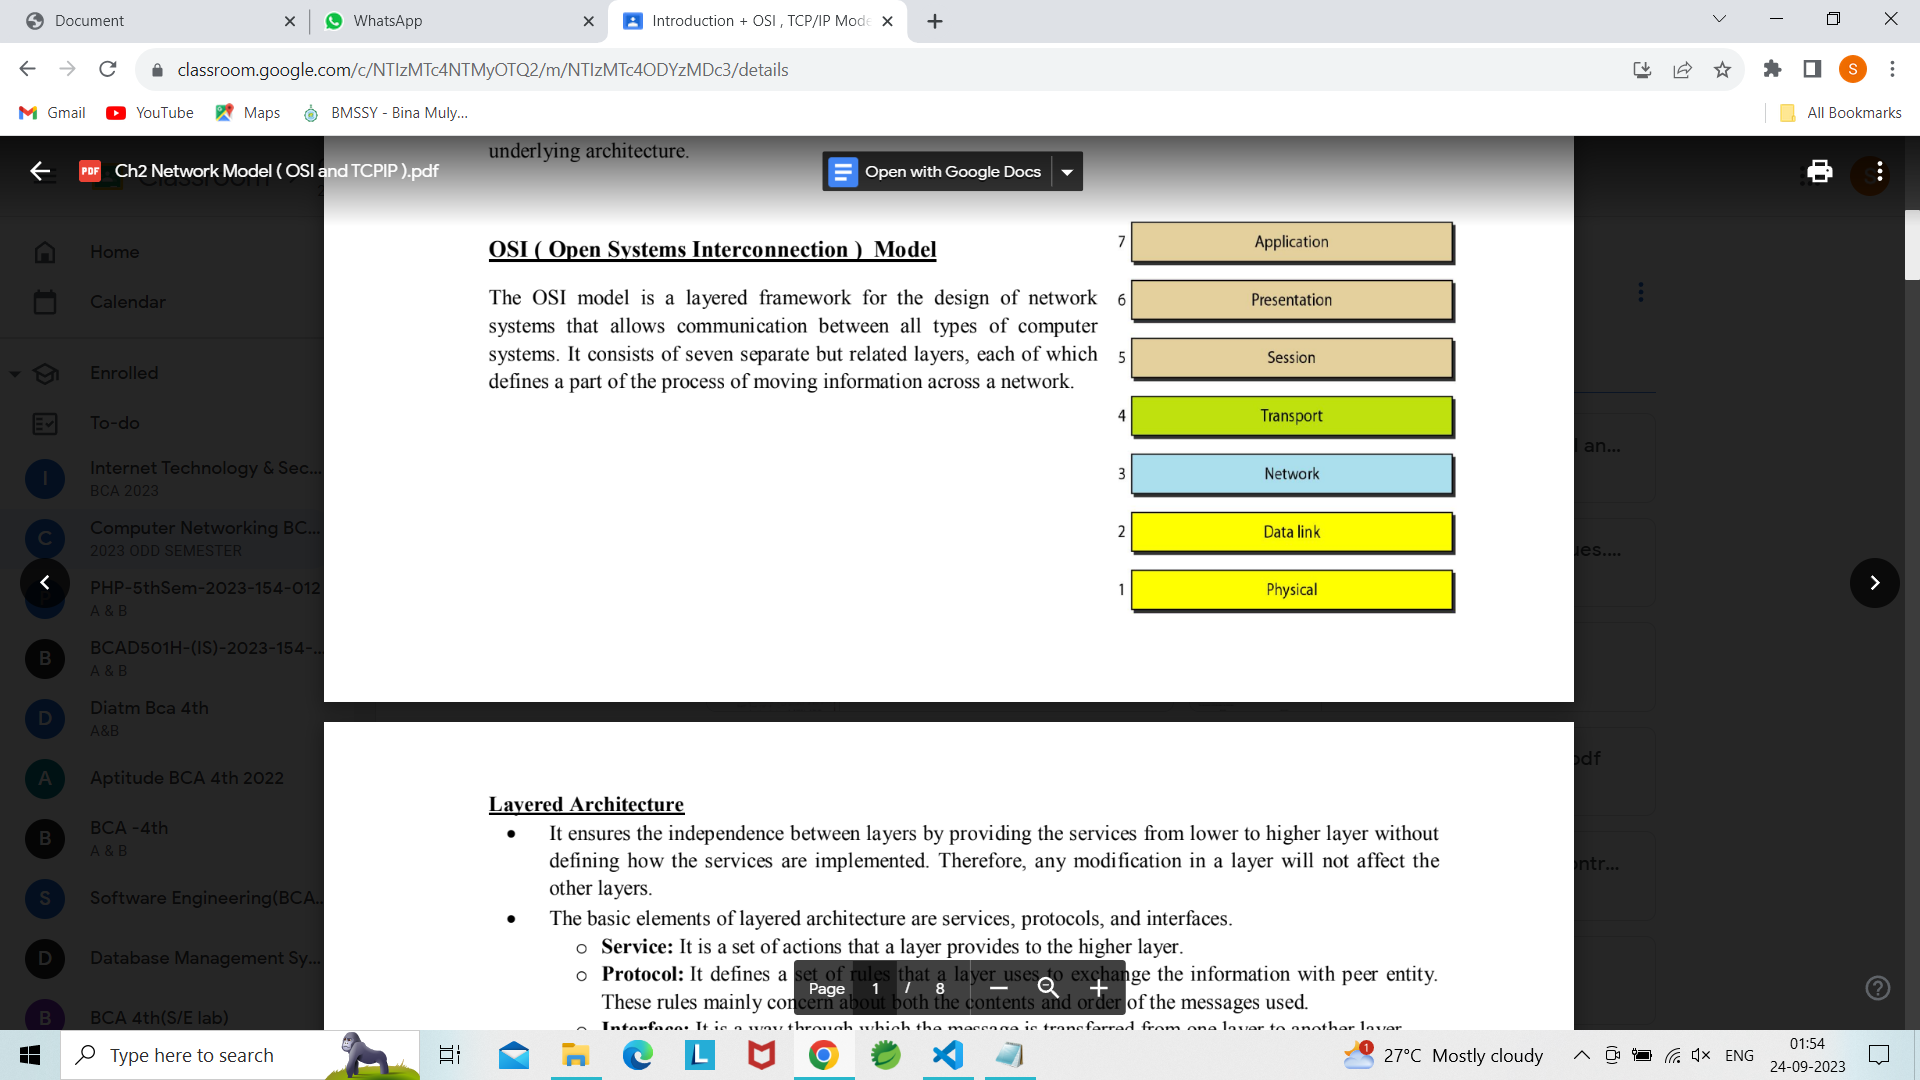 Document
WhatsApp
Introduction + OSI , TCP/IP Mode
classroom.google.com/c/NTIzMTc4NTMyOTQ2/m/NTIzMTc4ODYzMDc3/details
S
Gmail
YouTube
Maps
BMSSY - Bina Muly...
All Bookmarks
underlying architecture.
PDF
Ch2 Network Model ( OSI and TCPIP ).pdf
Open with Google Docs
Home
Calendar
Enrolled
To-do
I
Internet Technology & Sec...
BCA 2023
C
Computer Networking BC...
2023 ODD SEMESTER
PHP-5thSem-2023-154-012
A & B
B
BCAD501H-(IS)-2023-154-...
A & B
D
Diatm Bca 4th
A&B
A
Aptitude BCA 4th 2022
B
BCA -4th
A & B
S
Software Engineering(BCA...
D
Database Management Sy...
B
BCA 4th(S/E lab)
OSI ( Open Systems Interconnection ) Model
The OSI model is a layered framework for the design of network
systems that allows communication between all types of computer
systems. It consists of seven separate but related layers, each of which
defines a part of the process of moving information across a network.
7 Application
6 Presentation
5 Session
4 Transport
3 Network
2 Data link
1 Physical
Layered Architecture
• It ensures the independence between layers by providing the services from lower to higher layer without
defining how the services are implemented. Therefore, any modification in a layer will not affect the
other layers.
• The basic elements of layered architecture are services, protocols, and interfaces.
o Service: It is a set of actions that a layer provides to the higher layer.
o Protocol: It defines a set of rules that a layer uses to exchange the information with peer entity.
These rules mainly concern about both the contents and order of the messages used.
o Interface: It is a way through which the message is transferred from one layer to another layer.
Page 1 / 8
Type here to search
1
27°C Mostly cloudy
ENG
01:54
24-09-2023